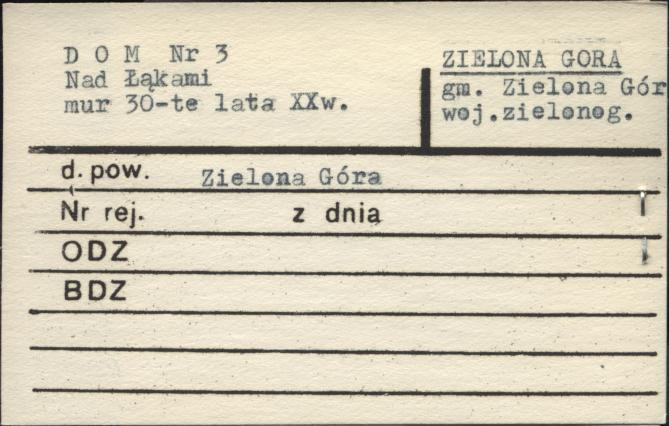 D O M Nr 3
Nad Łąkami
mur 30-te lata XXw.
ZIELONA GORA
gm. Zielona Gór
woj.zielonog.
d. pow. Zielona Góra
Nr rej. z dnia
ODZ
BDZ